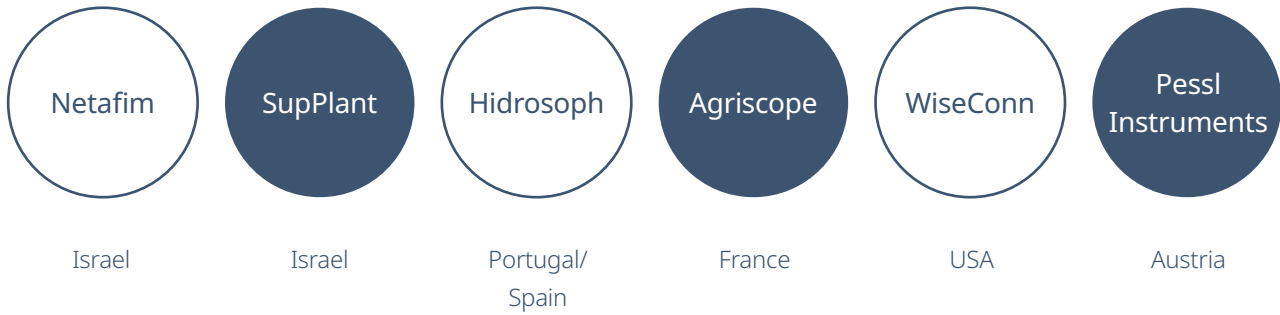 Netafim
SupPlant
Hidrosoph
Agriscope
WiseConn
Pessl
Instruments
Israel
Israel
Portugal/
Spain
France
USA
Austria